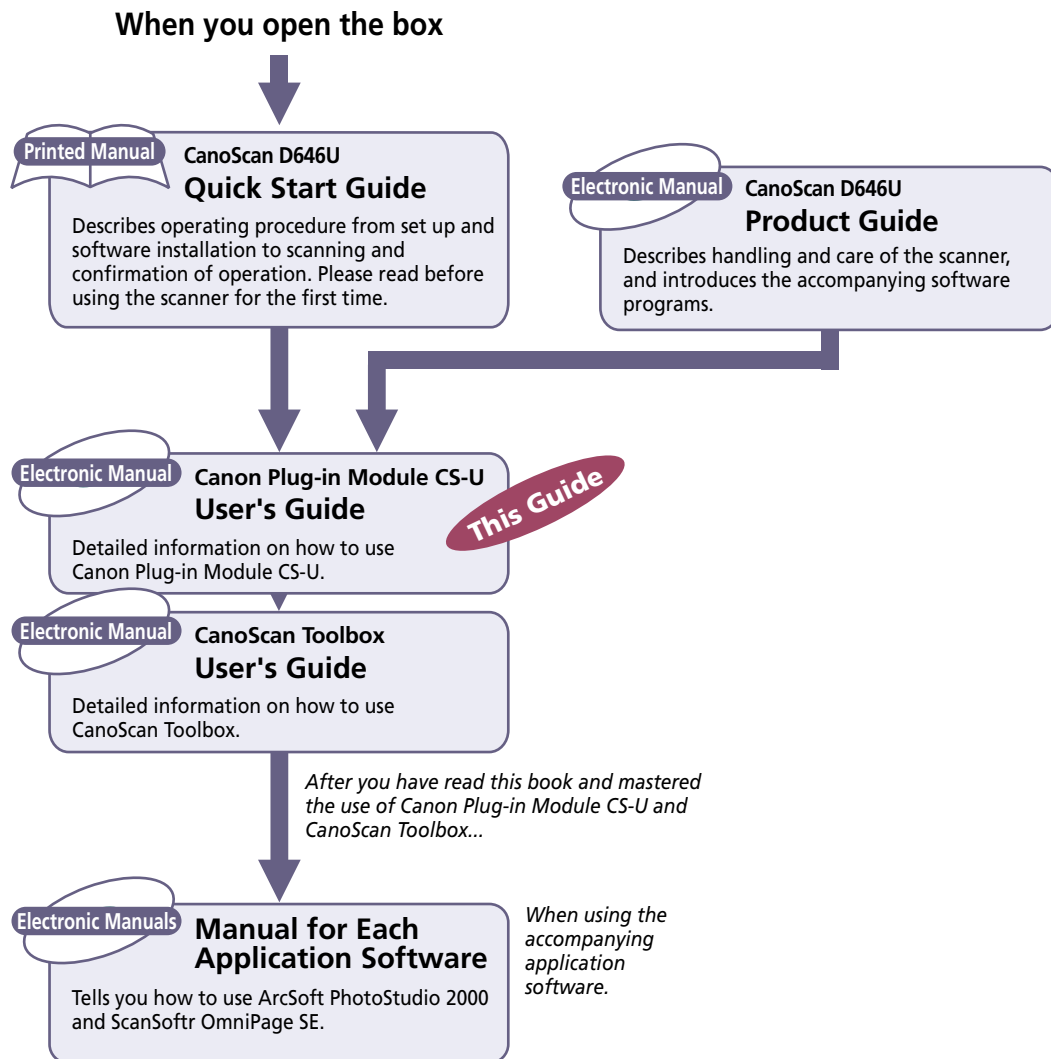 When you open the box
Printed Manual
CanoScan D646U
Quick Start Guide
Describes operating procedure from set up and
software installation to scanning and
confirmation of operation. Please read before
using the scanner for the first time.
Electronic Manual
CanoScan D646U
Product Guide
Describes handling and care of the scanner,
and introduces the accompanying software
programs.
Electronic Manual
Canon Plug-in Module CS-U
User's Guide
Detailed information on how to use
Canon Plug-in Module CS-U.
This Guide
Electronic Manual
CanoScan Toolbox
User's Guide
Detailed information on how to use
CanoScan Toolbox.
After you have read this book and mastered
the use of Canon Plug-in Module CS-U and
CanoScan Toolbox...
Electronic Manuals
Manual for Each
Application Software
Tells you how to use ArcSoft PhotoStudio 2000
and ScanSoftr OmniPage SE.
When using the
accompanying
application
software.